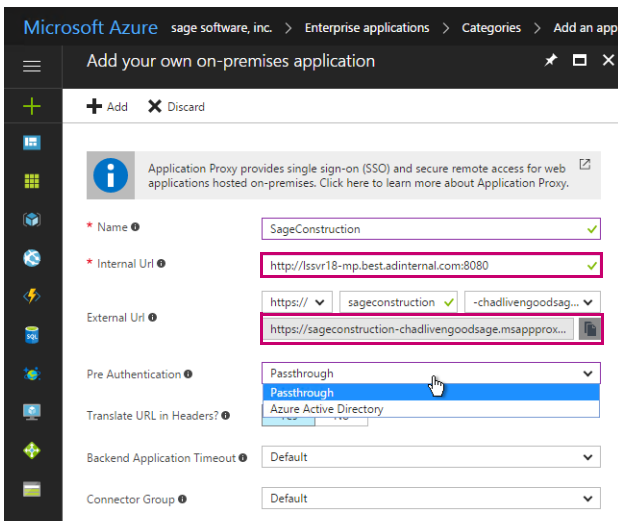 Microsoft Azure sage software, inc. > Enterprise applications > Categories > Add an app
Add your own on-premises application
Add Discard
Application Proxy provides single sign-on (SSO) and secure remote access for web
applications hosted on-premises. Click here to learn more about Application Proxy.
* Name SageConstruction
* Internal Url http://lssvr18-mp.best.adinternal.com:8080
https:// sageconstruction -chadlivengoodsag...
External Url
https://sageconstruction-chadlivengoodsage.msappprox...
Pre Authentication Passthrough
Passthrough
Azure Active Directory
Translate URL in Headers?
Backend Application Timeout Default
Connector Group Default
SQL